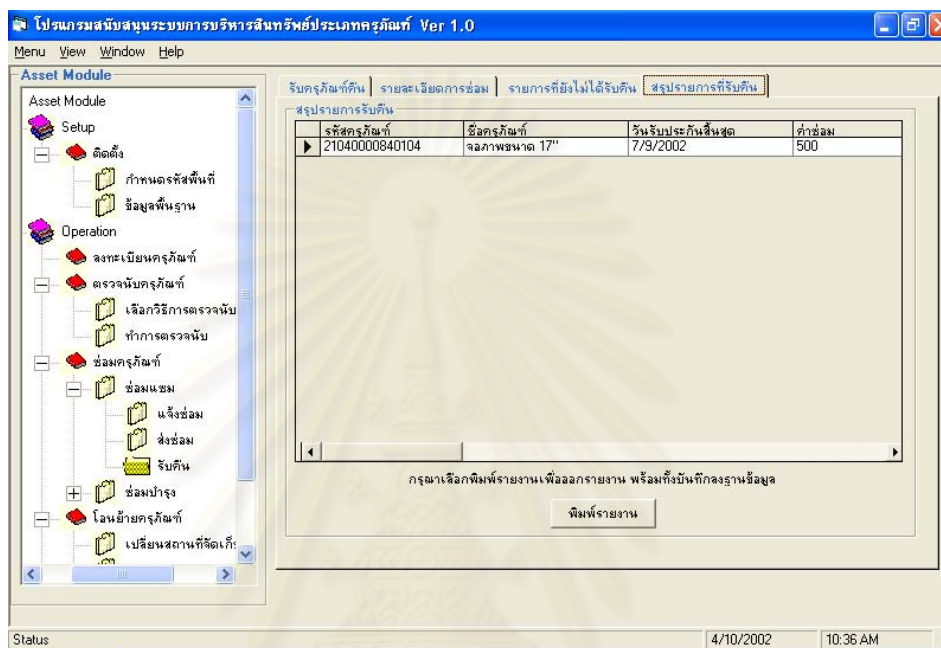 โปรแกรมสนับสนุนระบบการบริหารสินทรัพย์ประเภทครุภัณฑ์ Ver 1.0
Menu View Window Help
Asset Module
Asset Module
Setup
ติดตั้ง
กำหนดรหัสพื้นที่
ข้อมูลพื้นฐาน
Operation
ลงทะเบียนครุภัณฑ์
ตรวจนับครุภัณฑ์
เลือกวิธีการตรวจนับ
ทำการตรวจนับ
ซ่อมครุภัณฑ์
ซ่อมแซม
แจ้งซ่อม
ส่งซ่อม
รับคืน
ซ่อมบำรุง
โอนย้ายครุภัณฑ์
เปลี่ยนสถานที่จัดเก็
รับครุภัณฑ์คืน รายละเอียดการซ่อม รายการที่ยังไม่ได้รับคืน สรุปรายการที่รับคืน
สรุปรายการรับคืน
รหัสครุภัณฑ์ ชื่อครุภัณฑ์ วันรับประกันสิ้นสุด ค่าซ่อม
21040000840104 จอภาพขนาด 17" 7/9/2002 500
กรุณาเลือกพิมพ์รายงานเพื่อออกรายงาน พร้อมทั้งบันทึกลงฐานข้อมูล
พิมพ์รายงาน
Status 4/10/2002 10:36 AM